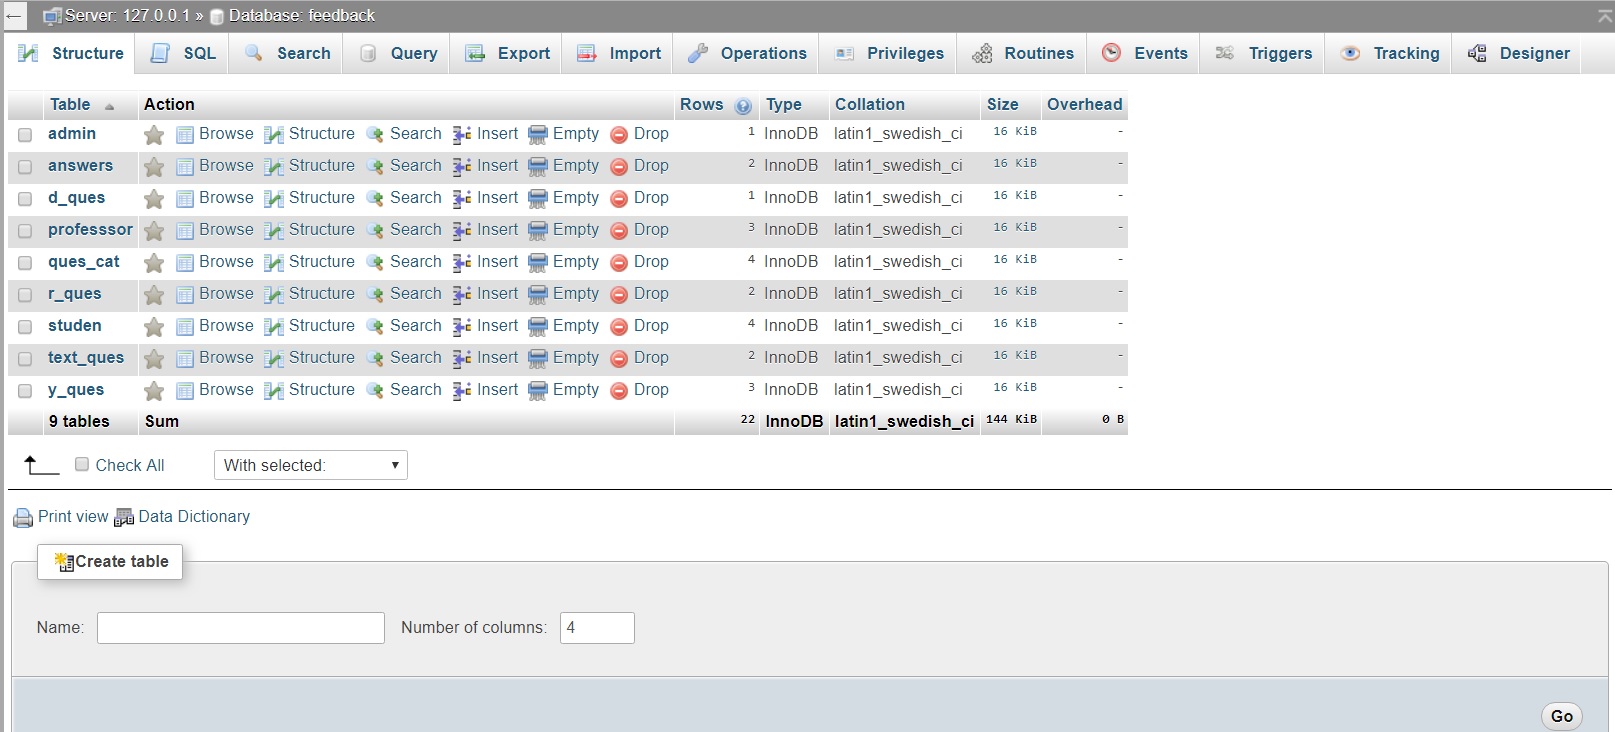 Server: 127.0.0.1 » Database: feedback
Structure SQL Search Query Export Import Operations Privileges Routines Events Triggers Tracking Designer
Table Action Rows Type Collation Size Overhead
admin Browse Structure Search Insert Empty Drop 1 InnoDB latin1_swedish_ci 16 KiB -
answers Browse Structure Search Insert Empty Drop 2 InnoDB latin1_swedish_ci 16 KiB -
d_ques Browse Structure Search Insert Empty Drop 1 InnoDB latin1_swedish_ci 16 KiB -
professsor Browse Structure Search Insert Empty Drop 3 InnoDB latin1_swedish_ci 16 KiB -
ques_cat Browse Structure Search Insert Empty Drop 4 InnoDB latin1_swedish_ci 16 KiB -
r_ques Browse Structure Search Insert Empty Drop 2 InnoDB latin1_swedish_ci 16 KiB -
studen Browse Structure Search Insert Empty Drop 4 InnoDB latin1_swedish_ci 16 KiB -
text_ques Browse Structure Search Insert Empty Drop 2 InnoDB latin1_swedish_ci 16 KiB -
y_ques Browse Structure Search Insert Empty Drop 3 InnoDB latin1_swedish_ci 16 KiB -
9 tables Sum 22 InnoDB latin1_swedish_ci 144 KiB 0 B
Check All With selected:
Print view Data Dictionary
Create table
Name: Number of columns: 4
Go